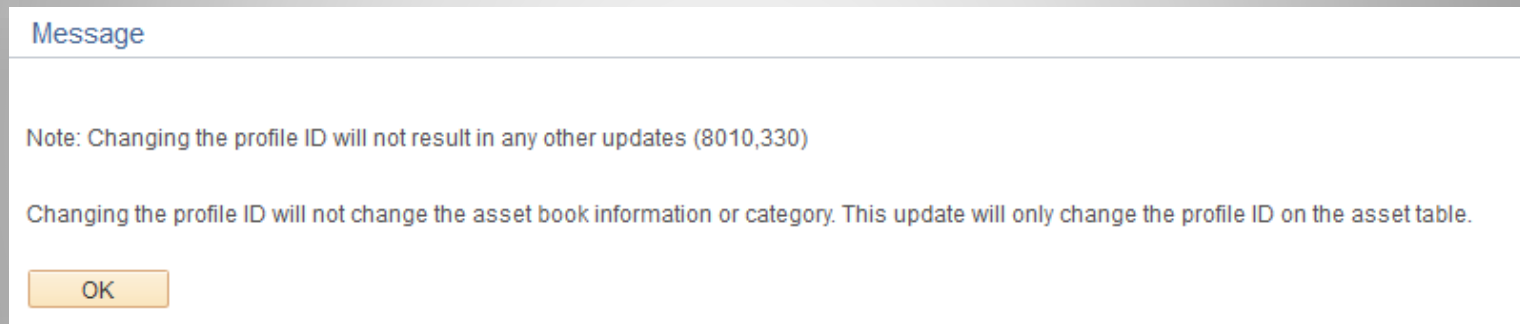 Message
Note: Changing the profile ID will not result in any other updates (8010,330)
Changing the profile ID will not change the asset book information or category. This update will only change the profile ID on the asset table.
OK